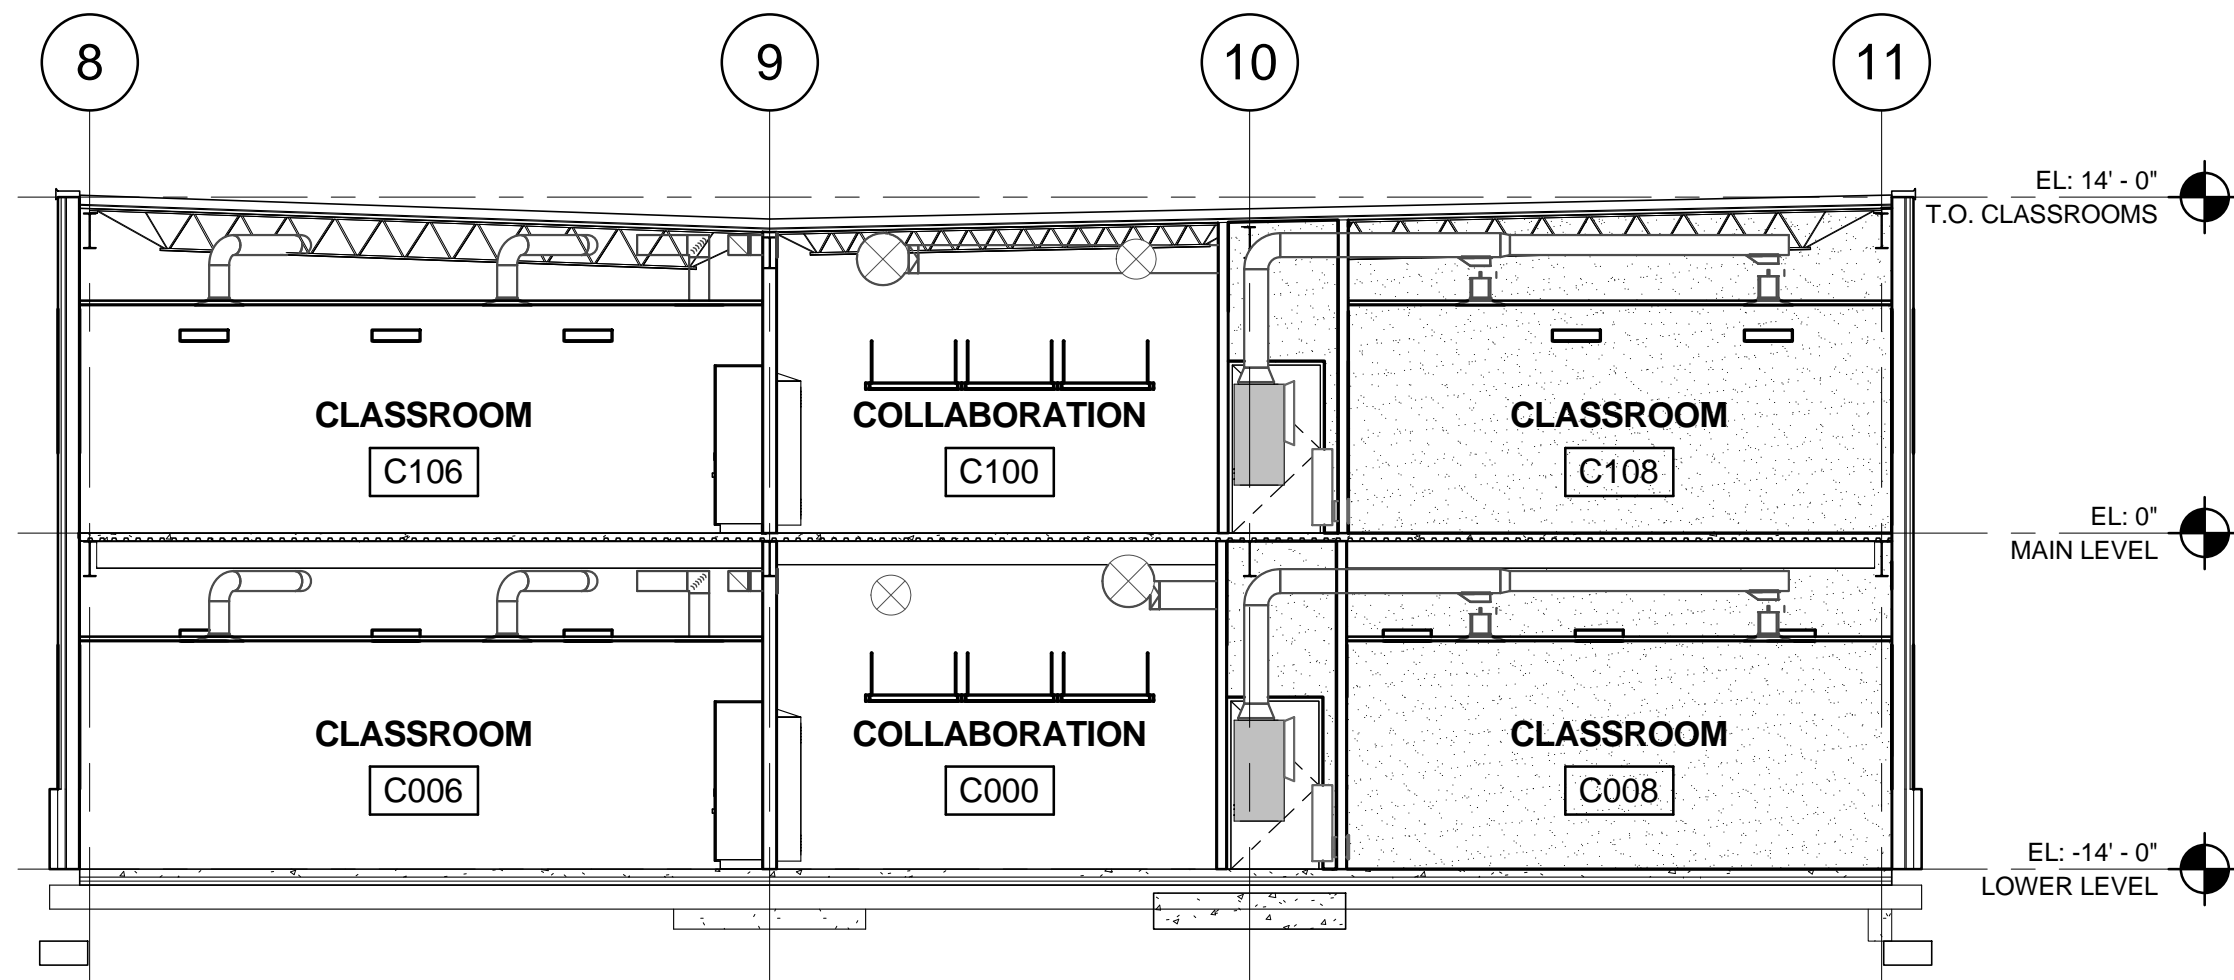 8
9
10
11
EL: 14' - 0"
T.O. CLASSROOMS
CLASSROOM
C106
COLLABORATION
C100
CLASSROOM
C108
EL: 0"
MAIN LEVEL
CLASSROOM
C006
COLLABORATION
C000
CLASSROOM
C008
EL: -14' - 0"
LOWER LEVEL